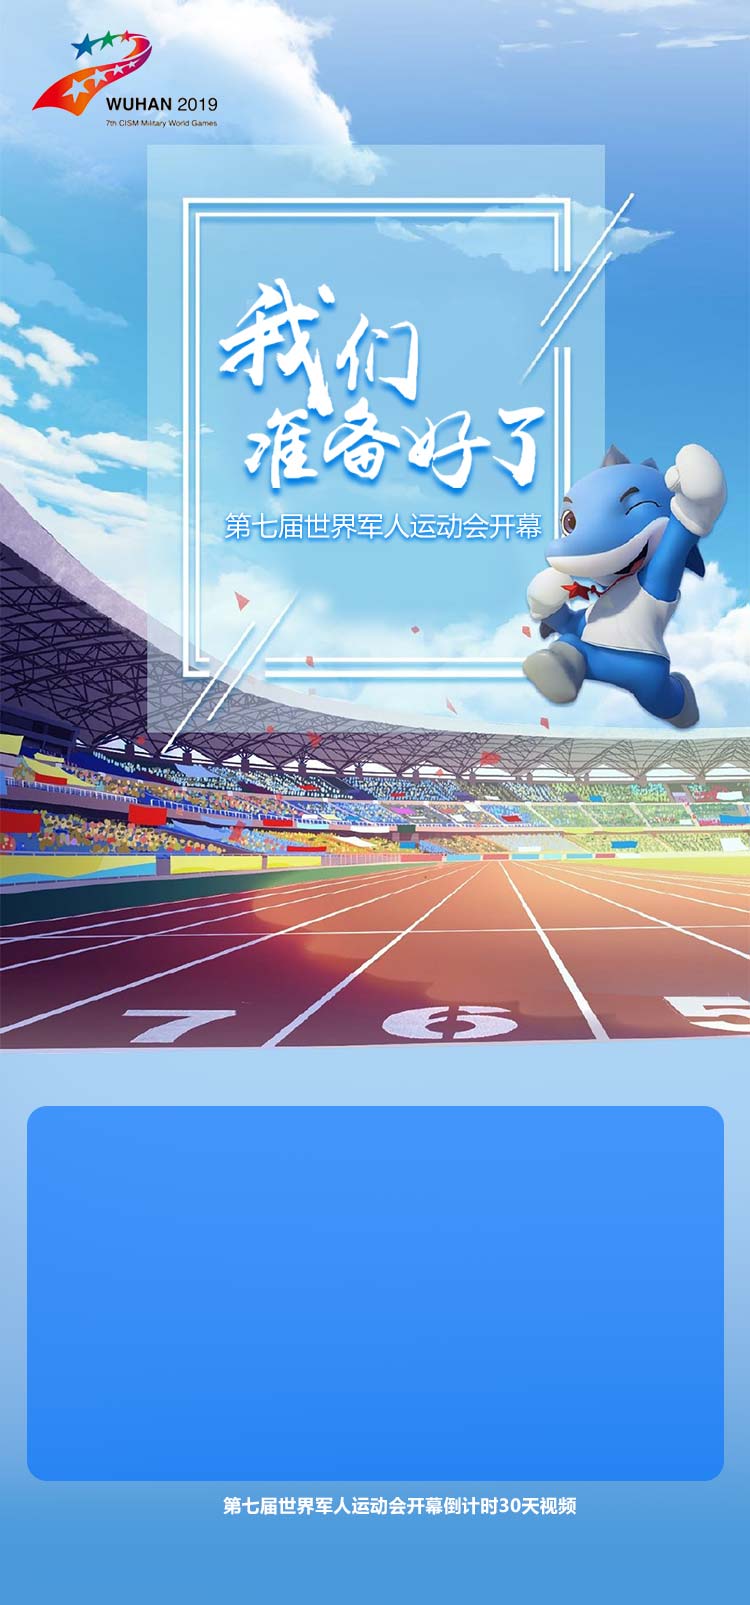 WUHAN 2019
7th CISM Military World Games
我们
准备好了
第七届世界军人运动会开幕
7 6 5
第七届世界军人运动会开幕倒计时30天视频